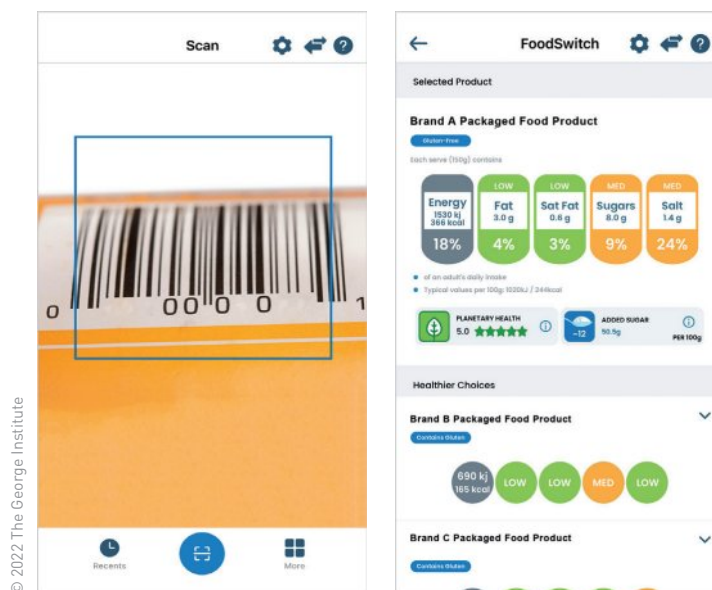 Scan
0 00 0 0 1
Recents
More
© 2022 The George Institute
FoodSwitch
Selected Product
Brand A Packaged Food Product
Gluten-Free
Each serve (150g) contains
Energy
1530 kj
366 kcal
18%
LOW
Fat
3.0 g
4%
LOW
Sat Fat
0.6 g
3%
MED
Sugars
8.0 g
9%
MED
Salt
1.4 g
24%
of an adult's daily intake
Typical values per 100g: 1020kJ / 244kcal
PLANETARY HEALTH
5.0
~12
ADDED SUGAR
50.5g
PER 100g
Healthier Choices
Brand B Packaged Food Product
Contains Gluten
690 kj
165 kcal
LOW
LOW
MED
LOW
Brand C Packaged Food Product
Contains Gluten